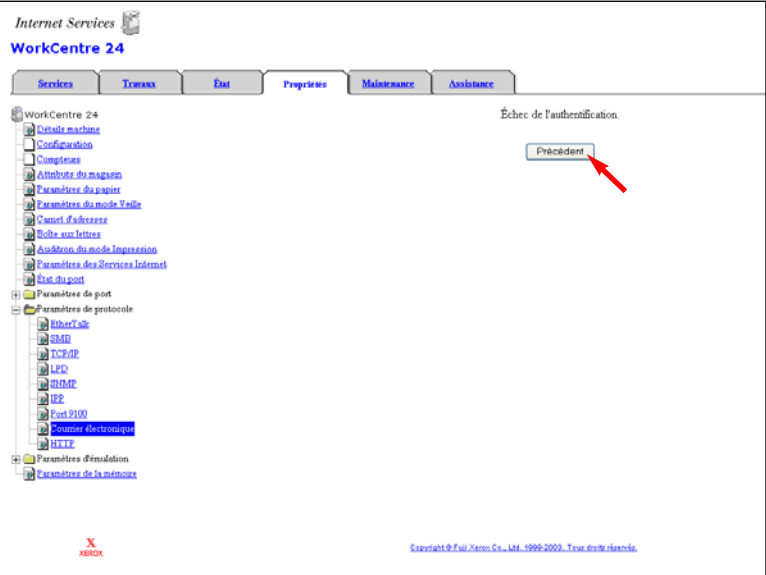 Internet Services
WorkCentre 24
Services
Travaux
État
Propriétés
Maintenance
Assistance
WorkCentre 24
Détails machine
Configuration
Compteurs
Attributs du magasin
Paramètres du papier
Paramètres du mode Veille
Carnet d'adresses
Boîte aux lettres
Auditron du mode Impression
Paramètres des Services Internet
État du port
Paramètres de port
Paramètres de protocole
EtherTalk
SMB
TCP/IP
LPD
SNMP
IPP
Port 9100
Courrier électronique
HTTP
Paramètres d'émulation
Paramètres de la mémoire
Échec de l'authentification.
Précédent
X
XEROX
Copyright © Fuji Xerox Co., Ltd. 1999-2003. Tous droits réservés.